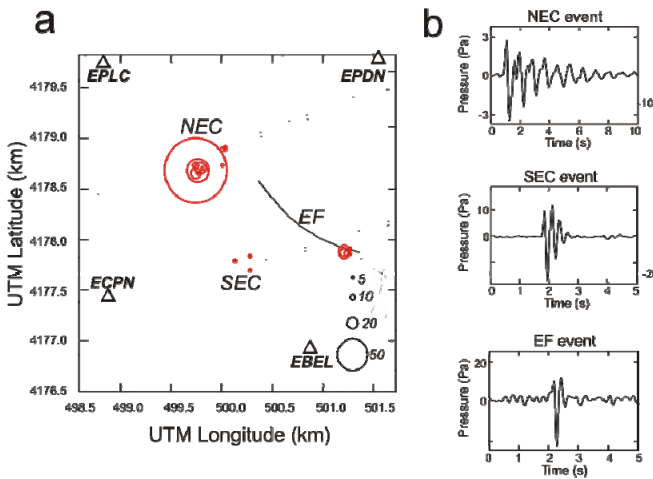 a
EPLC
EPDN
NEC
EF
SEC
ECPN
EBEL
5
10
20
50
4179.5
4179.0
4178.5
4178.0
4177.5
4177.0
4176.5
498.5 499.0 499.5 500.0 500.5 501.0 501.5
UTM Latitude (km)
UTM Longitude (km)
b
NEC event
Pressure (Pa)
3
0
-3
0 2 4 6 8 10
Time (s)
-10
SEC event
Pressure (Pa)
10
0
0 1 2 3 4 5
Time (s)
-2
EF event
Pressure (Pa)
20
0
0 1 2 3 4 5
Time (s)